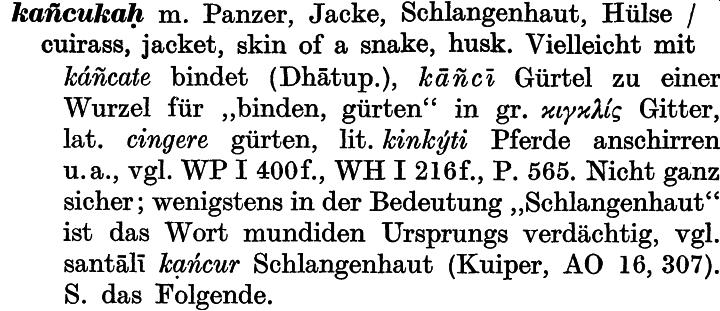 kañcukaḥ m. Panzer, Jacke, Schlangenhaut, Hülse /
cuirass, jacket, skin of a snake, husk. Vielleicht mit
káñcate bindet (Dhātup.), kāñcī Gürtel zu einer
Wurzel für „binden, gürten“ in gr. κιγκλίς Gitter,
lat. cingere gürten, lit. kinkýti Pferde anschirren
u. a., vgl. WP I 400 f., WH I 216 f., P. 565. Nicht ganz
sicher; wenigstens in der Bedeutung „Schlangenhaut“
ist das Wort mundiden Ursprungs verdächtig, vgl.
santālī kạńcur Schlangenhaut (Kuiper, AO 16, 307).
S. das Folgende.